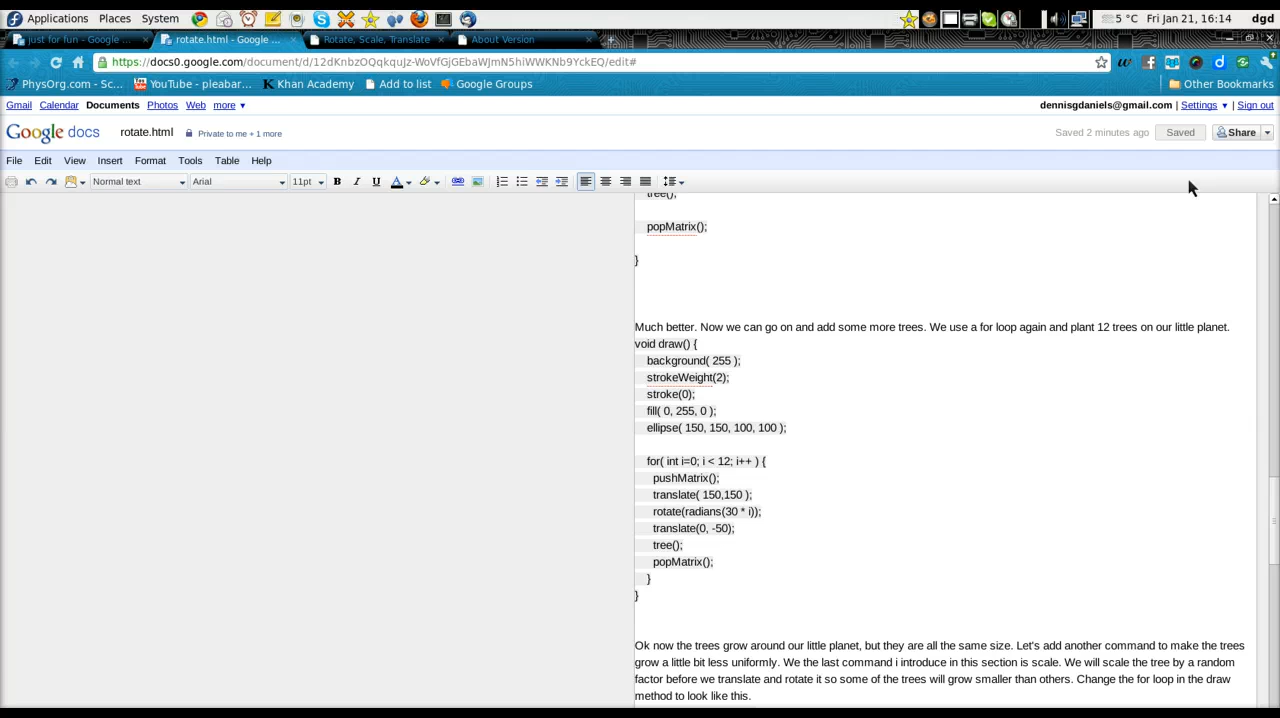 Applications Places System
5 °C Fri Jan 21, 16:14 dgd
just for fun - Google ...
rotate.html - Google ...
Rotate, Scale, Translate
About Version
https://docs0.google.com/document/d/12dKnbzOQqkquJz-WoVfGjGEbaWJmN5hiWWKNb9YckEQ/edit#
PhysOrg.com - Sc... YouTube - pleabar... Khan Academy Add to list Google Groups Other Bookmarks
Gmail Calendar Documents Photos Web more ▼ dennisgdaniels@gmail.com | Settings ▼ | Sign out
Google docs rotate.html Private to me + 1 more Saved 2 minutes ago Saved Share
File Edit View Insert Format Tools Table Help
Normal text Arial 11pt B I U A
tree();
popMatrix();
}
Much better. Now we can go on and add some more trees. We use a for loop again and plant 12 trees on our little planet.
void draw() {
background( 255 );
strokeWeight(2);
stroke(0);
fill( 0, 255, 0 );
ellipse( 150, 150, 100, 100 );
for( int i=0; i < 12; i++ ) {
pushMatrix();
translate( 150,150 );
rotate(radians(30 * i));
translate(0, -50);
tree();
popMatrix();
}
}
Ok now the trees grow around our little planet, but they are all the same size. Let's add another command to make the trees
grow a little bit less uniformly. We the last command i introduce in this section is scale. We will scale the tree by a random
factor before we translate and rotate it so some of the trees will grow smaller than others. Change the for loop in the draw
method to look like this.